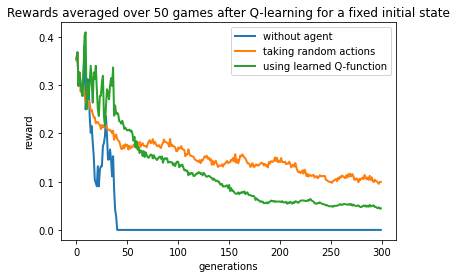 Rewards averaged over 50 games after Q-learning for a fixed initial state
without agent
taking random actions
using learned Q-function
reward
0.4
0.3
0.2
0.1
0.0
0 50 100 150 200 250 300
generations